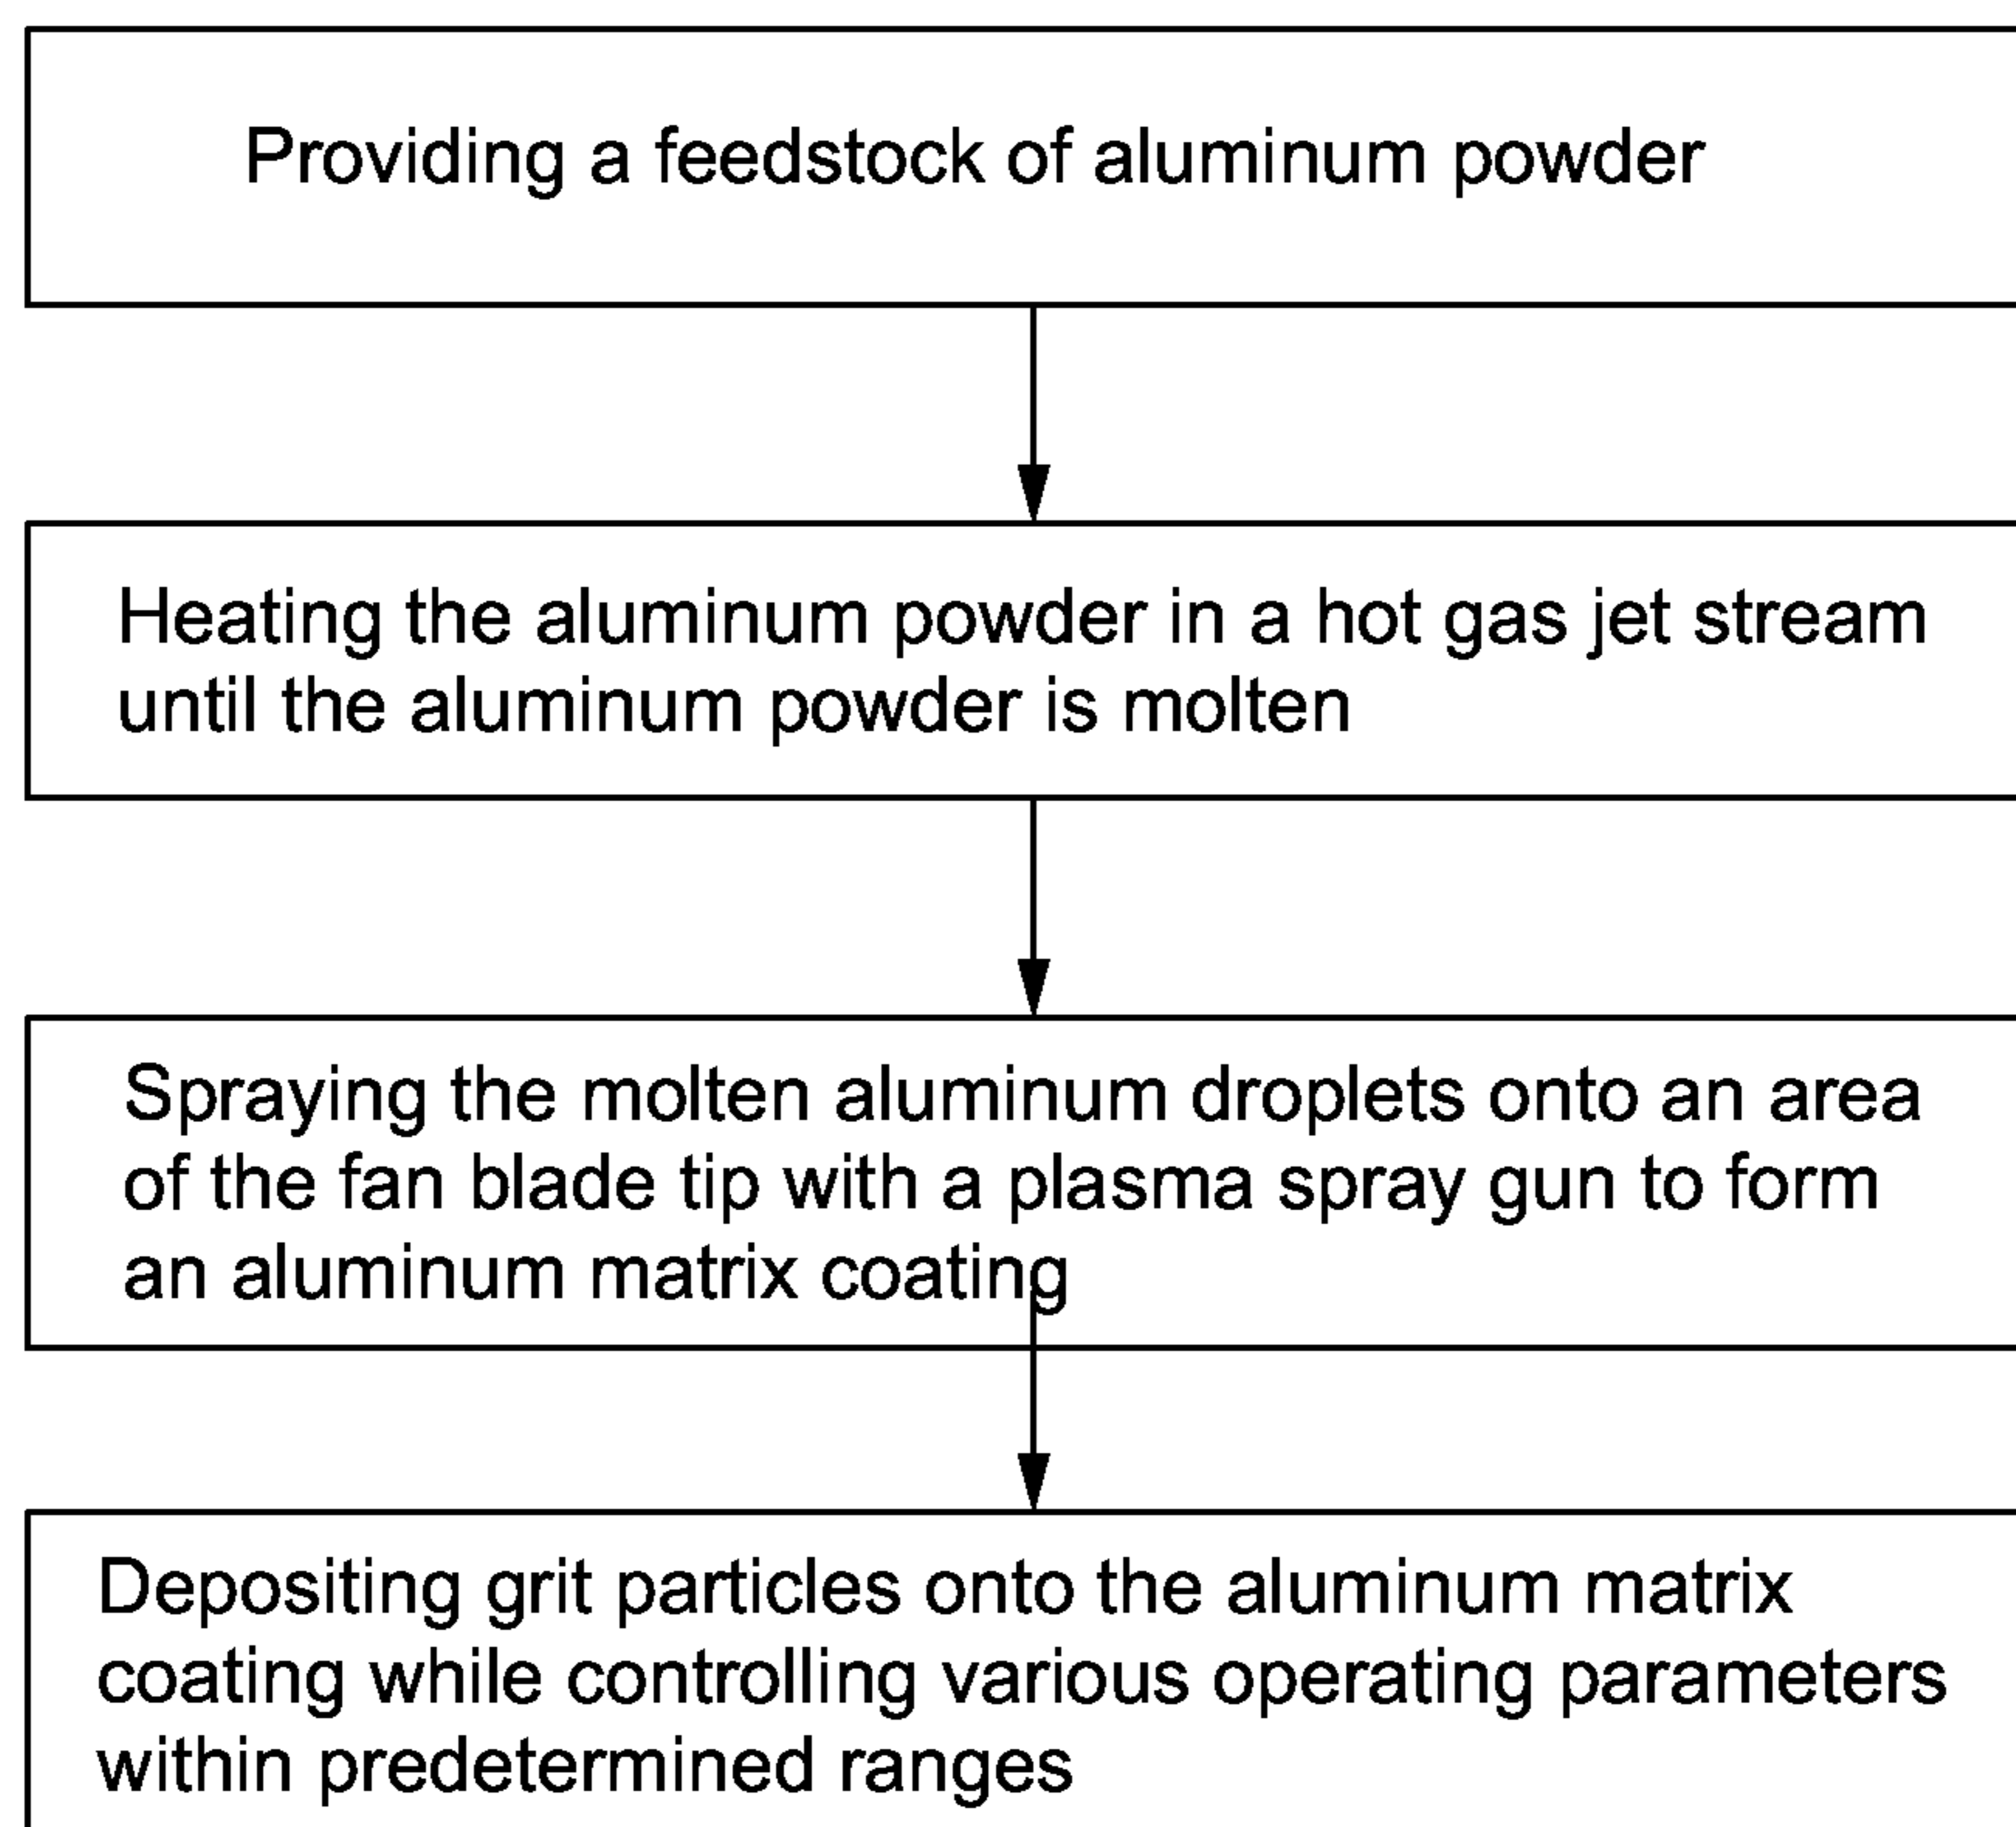 Providing a feedstock of aluminum powder
Heating the aluminum powder in a hot gas jet stream
until the aluminum powder is molten
Spraying the molten aluminum droplets onto an area
of the fan blade tip with a plasma spray gun to form
an aluminum matrix coating
Depositing grit particles onto the aluminum matrix
coating while controlling various operating parameters
within predetermined ranges